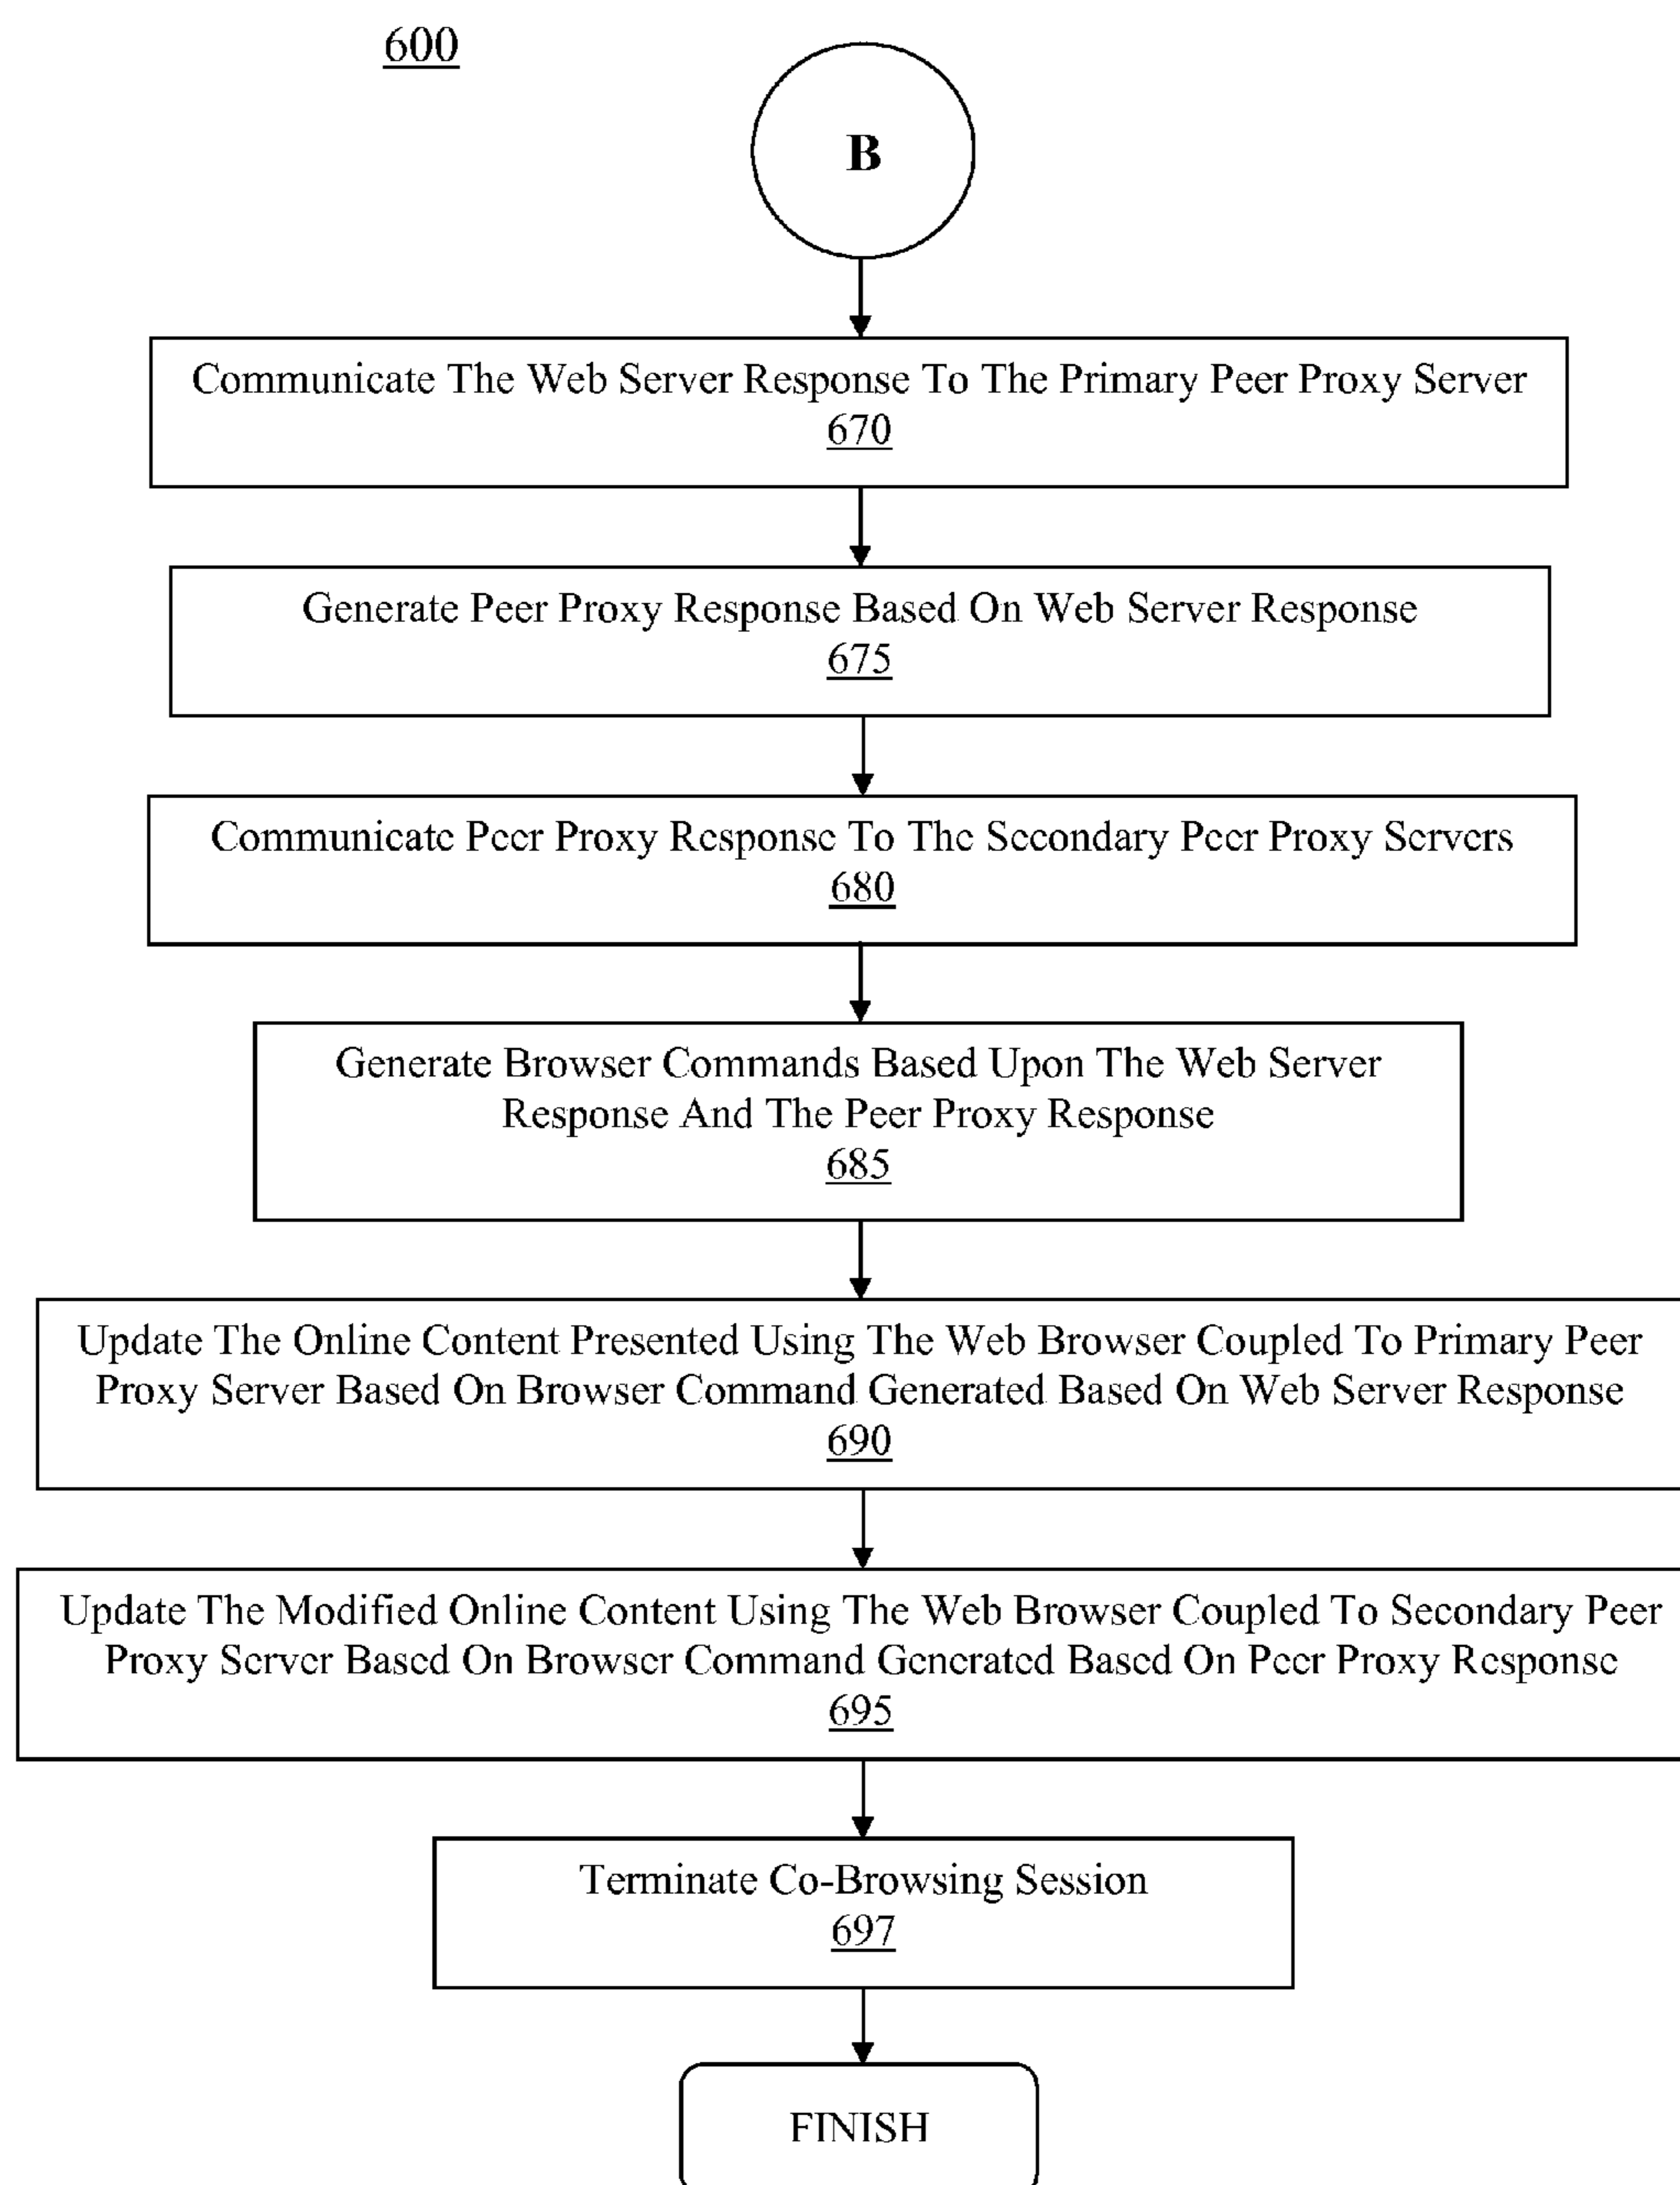 600
B
Communicate The Web Server Response To The Primary Peer Proxy Server
670
Generate Peer Proxy Response Based On Web Server Response
675
Communicate Peer Proxy Response To The Secondary Peer Proxy Servers
680
Generate Browser Commands Based Upon The Web Server
Response And The Peer Proxy Response
685
Update The Online Content Presented Using The Web Browser Coupled To Primary Peer
Proxy Server Based On Browser Command Generated Based On Web Server Response
690
Update The Modified Online Content Using The Web Browser Coupled To Secondary Peer
Proxy Server Based On Browser Command Generated Based On Peer Proxy Response
695
Terminate Co-Browsing Session
697
FINISH